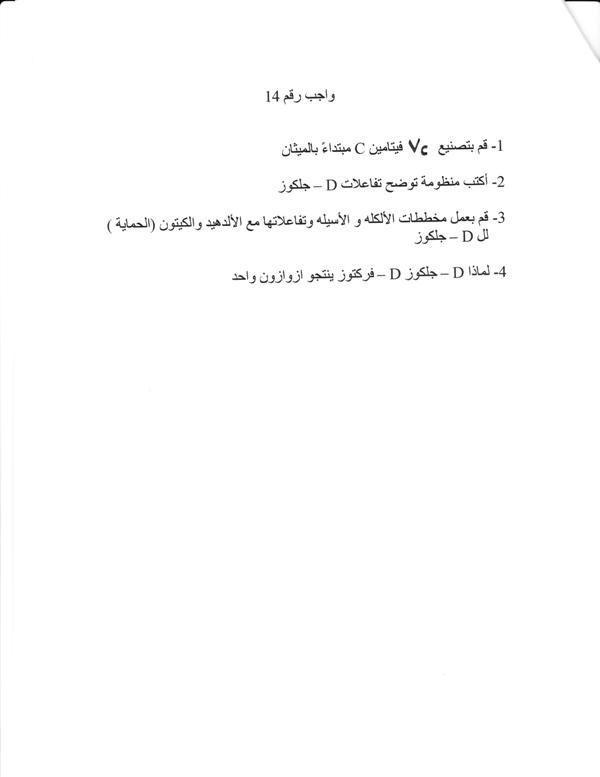 واجب رقم 14
1- قم بتصنيع Vc فيتامين C مبتداءً بالميثان
2- أكتب منظومة توضح تفاعلات D – جلكوز
3- قم بعمل مخططات الألكله و الأسيله وتفاعلاتها مع الألدهيد والكيتون (الحماية )
لل D – جلكوز
4- لماذا D – جلكوز D – فركتوز ينتجو ازوازون واحد